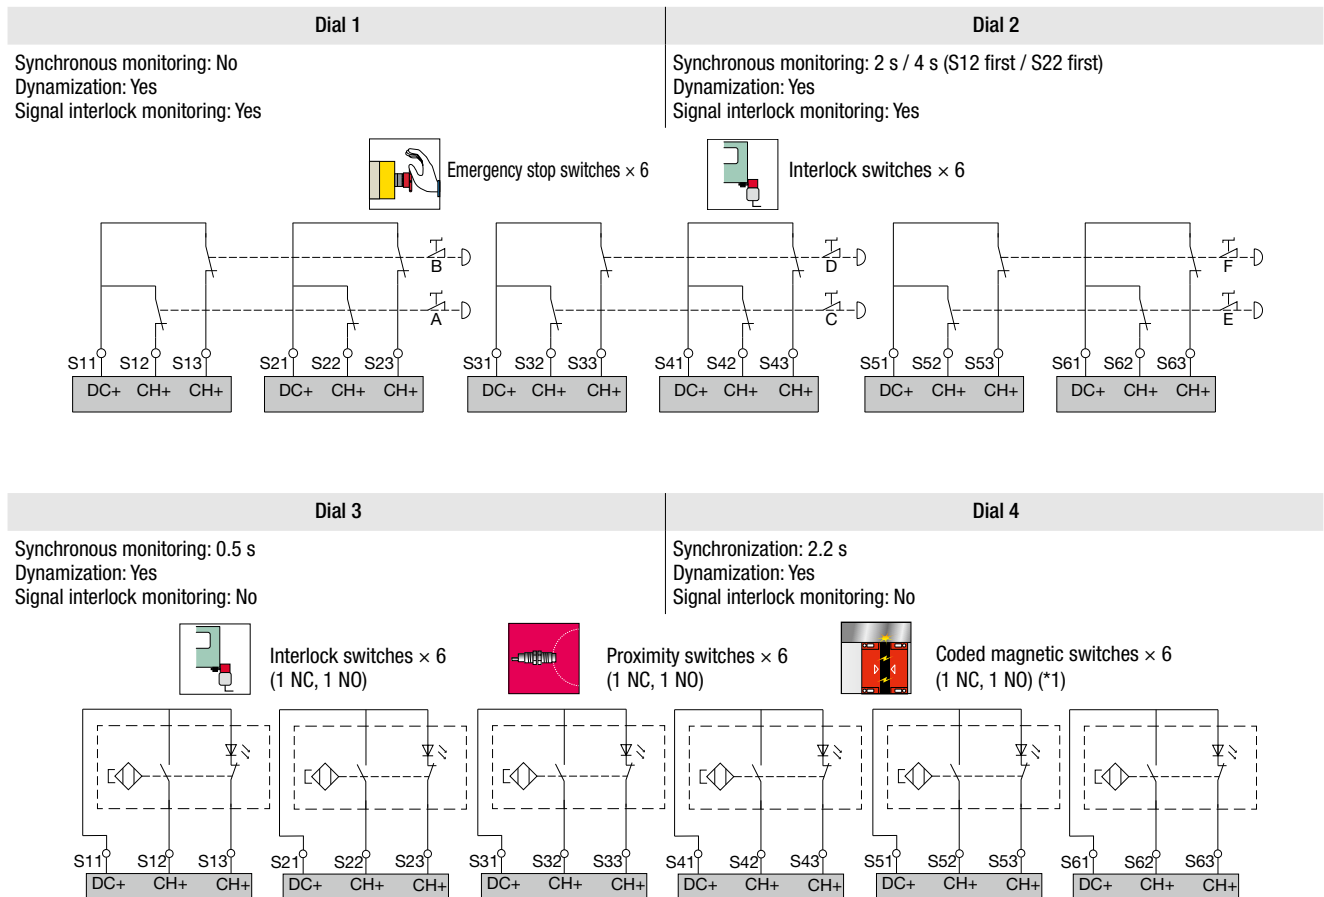 Dial 1
Dial 2
Synchronous monitoring: No
Dynamization: Yes
Signal interlock monitoring: Yes
Synchronous monitoring: 2 s / 4 s (S12 first / S22 first)
Dynamization: Yes
Signal interlock monitoring: Yes
Emergency stop switches × 6
Interlock switches × 6
B
D
F
A
C
E
S11 S12 S13 S21 S22 S23 S31 S32 S33 S41 S42 S43 S51 S52 S53 S61 S62 S63
DC+ CH+ CH+ DC+ CH+ CH+ DC+ CH+ CH+ DC+ CH+ CH+ DC+ CH+ CH+ DC+ CH+ CH+
Dial 3
Dial 4
Synchronous monitoring: 0.5 s
Dynamization: Yes
Signal interlock monitoring: No
Synchronization: 2.2 s
Dynamization: Yes
Signal interlock monitoring: No
Interlock switches × 6
(1 NC, 1 NO)
Proximity switches × 6
(1 NC, 1 NO)
Coded magnetic switches × 6
(1 NC, 1 NO) (*1)
S11 S12 S13 S21 S22 S23 S31 S32 S33 S41 S42 S43 S51 S52 S53 S61 S62 S63
DC+ CH+ CH+ DC+ CH+ CH+ DC+ CH+ CH+ DC+ CH+ CH+ DC+ CH+ CH+ DC+ CH+ CH+